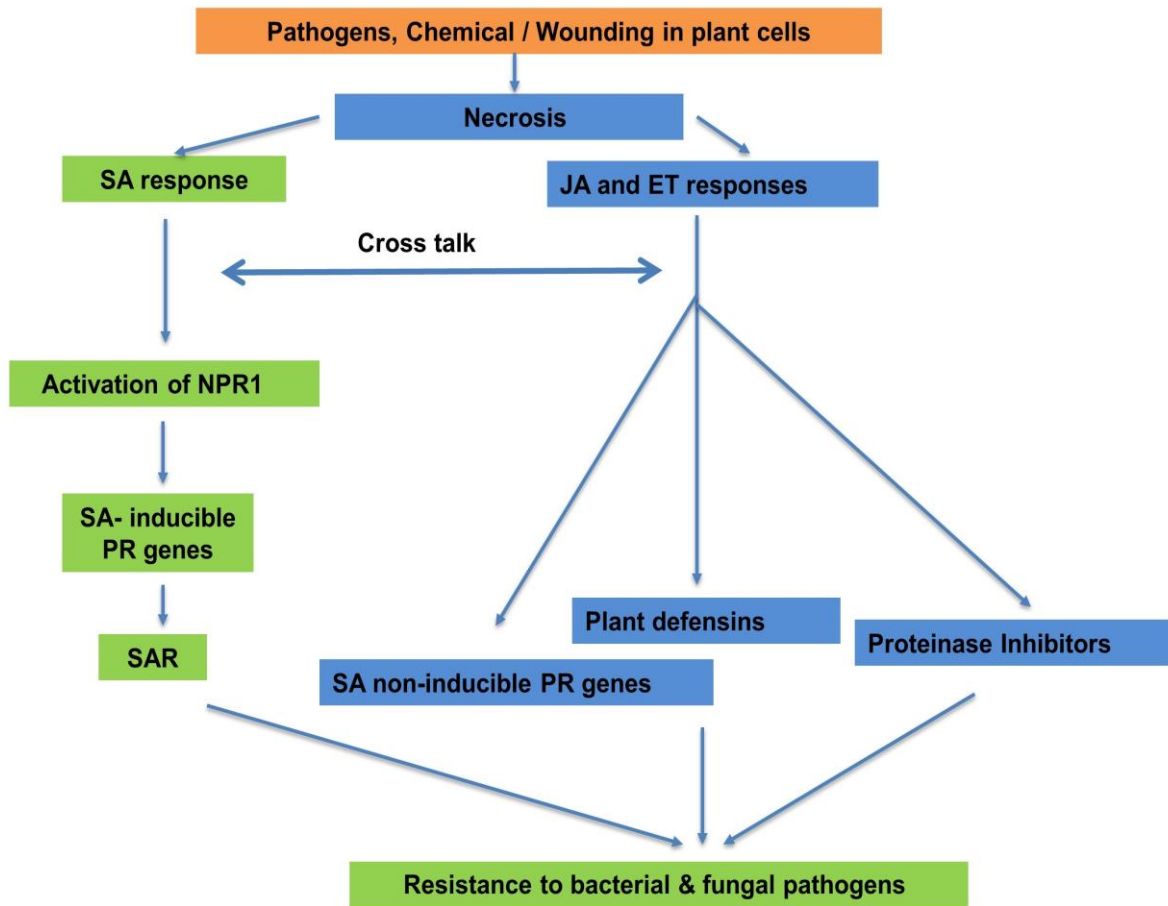 Pathogens, Chemical / Wounding in plant cells
Necrosis
SA response
JA and ET responses
Cross talk
Activation of NPR1
SA- inducible
PR genes
Plant defensins
Proteinase Inhibitors
SAR
SA non-inducible PR genes
Resistance to bacterial & fungal pathogens